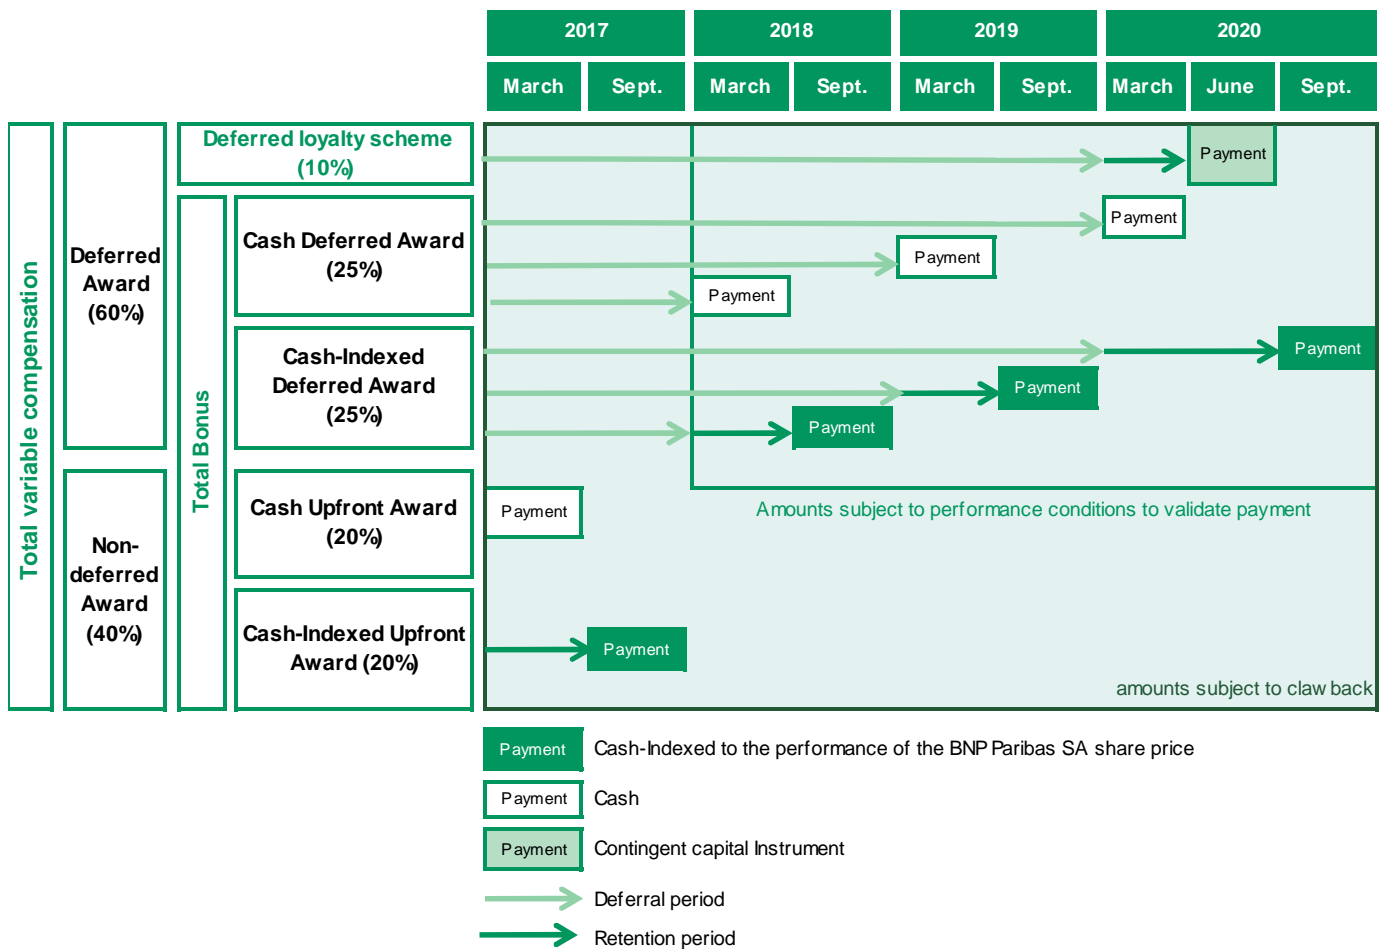 2017 2018 2019 2020
March Sept. March Sept. March Sept. March June Sept.
Total variable compensation
Deferred
Award
(60%)
Deferred loyalty scheme
(10%)
Payment
Total Bonus
Cash Deferred Award
(25%)
Payment
Payment
Payment
Cash-Indexed
Deferred Award
(25%)
Payment
Payment
Payment
Non-
deferred
Award
(40%)
Cash Upfront Award
(20%)
Payment
Amounts subject to performance conditions to validate payment
Cash-Indexed Upfront
Award (20%)
Payment
amounts subject to claw back
Payment Cash-Indexed to the performance of the BNP Paribas SA share price
Payment Cash
Payment Contingent capital Instrument
Deferral period
Retention period